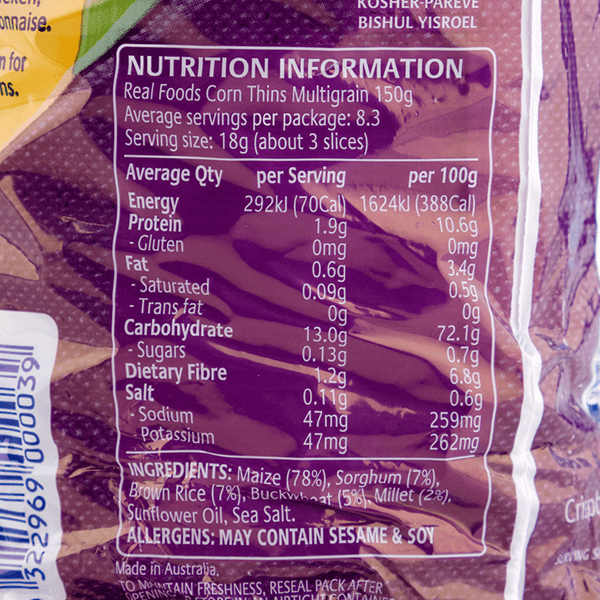 onnaise.
n for
ns.
KOSHER-PAREVE
BISHUL YISROEL
NUTRITION INFORMATION
Real Foods Corn Thins Multigrain 150g
Average servings per package: 8.3
Serving size: 18g (about 3 slices)
Average Qty per Serving per 100g
Energy 292kJ (70Cal) 1624kJ (388Cal)
Protein 1.9g 10.6g
- Gluten 0mg 0mg
Fat 0.6g 3.4g
- Saturated 0.09g 0.5g
- Trans fat 0g 0g
Carbohydrate 13.0g 72.1g
- Sugars 0.13g 0.7g
Dietary Fibre 1.2g 6.8g
Salt 0.11g 0.6g
- Sodium 47mg 259mg
Potassium 47mg 262mg
INGREDIENTS: Maize (78%), Sorghum (7%),
Brown Rice (7%), Buckwheat (5%), Millet (2%),
Sunflower Oil, Sea Salt.
ALLERGENS: MAY CONTAIN SESAME & SOY
Made in Australia.
TO MAINTAIN FRESHNESS, RESEAL PACK AFTER
322969 000039